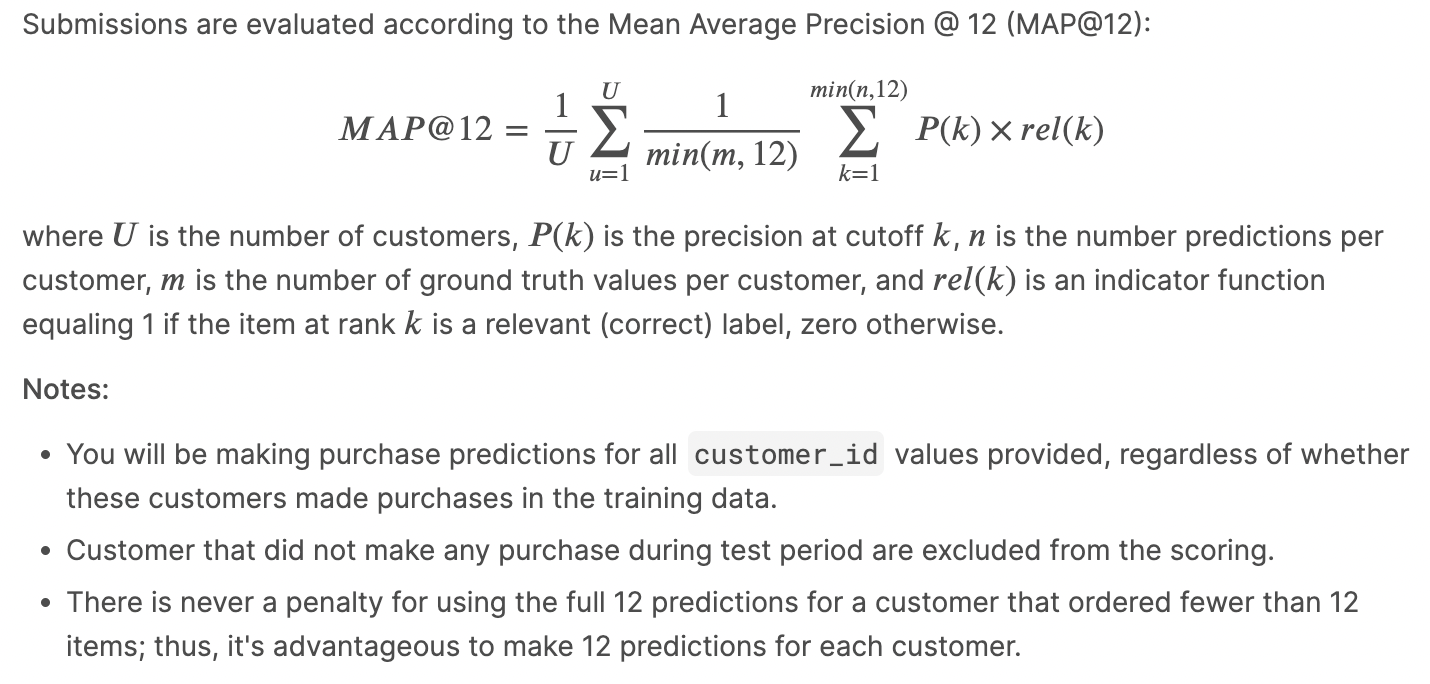 Submissions are evaluated according to the Mean Average Precision @ 12 (MAP@12):
MAP@12 = \frac{1}{U} \sum_{u=1}^{U} \frac{1}{min(m, 12)} \sum_{k=1}^{min(n,12)} P(k) × rel(k)
where U is the number of customers, P(k) is the precision at cutoff k, n is the number predictions per
customer, m is the number of ground truth values per customer, and rel(k) is an indicator function
equaling 1 if the item at rank k is a relevant (correct) label, zero otherwise.
Notes:
• You will be making purchase predictions for all customer_id values provided, regardless of whether
these customers made purchases in the training data.
• Customer that did not make any purchase during test period are excluded from the scoring.
• There is never a penalty for using the full 12 predictions for a customer that ordered fewer than 12
items; thus, it's advantageous to make 12 predictions for each customer.